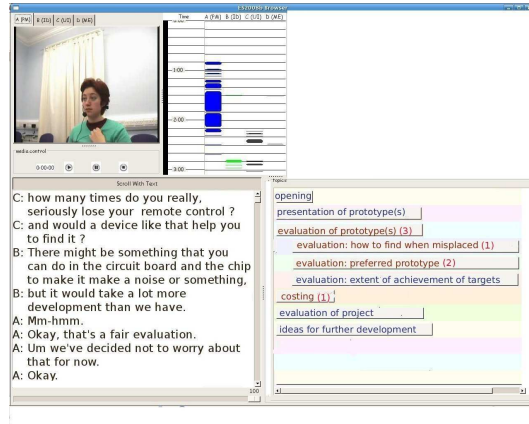 ES2008b Browser
A (PM) B (ID) C (UI) D (ME)
Time A (PM) B (ID) C (UI) D (ME)
1:00
2:00
3:00
media control
0:00:00
Scroll With Text
Topics
C: how many times do you really,
seriously lose your remote control ?
C: and would a device like that help you
to find it ?
B: There might be something that you
can do in the circuit board and the chip
to make it make a noise or something,
B: but it would take a lot more
development than we have.
A: Mm-hmm.
A: Okay, that's a fair evaluation.
A: Um we've decided not to worry about
that for now.
A: Okay.
100
opening
presentation of prototype(s)
evaluation of prototype(s) (3)
evaluation: how to find when misplaced (1)
evaluation: preferred prototype (2)
evaluation: extent of achievement of targets
costing (1)
evaluation of project
ideas for further development